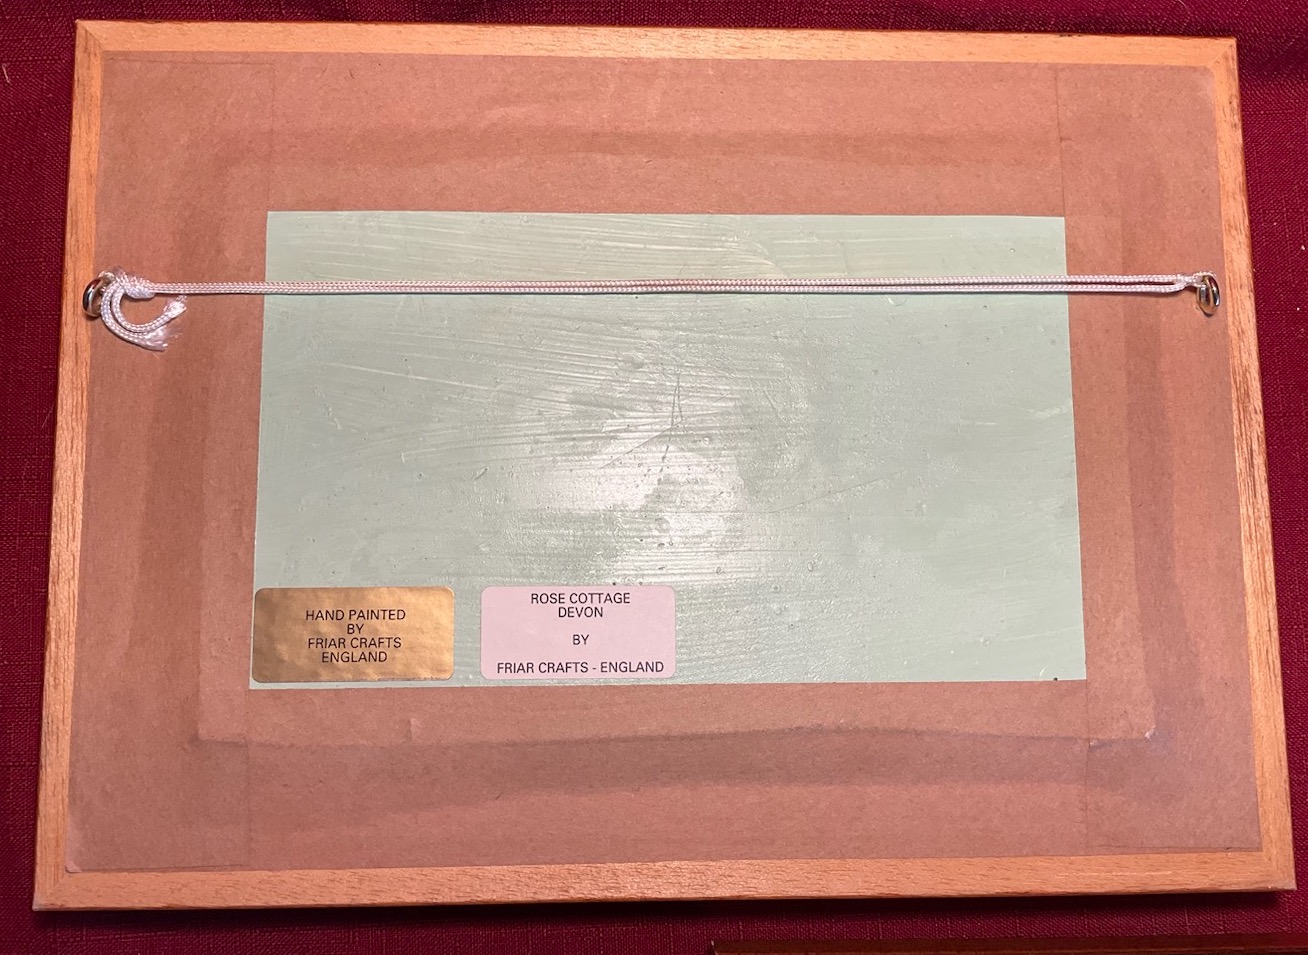 HAND PAINTED
BY
FRIAR CRAFTS
ENGLAND
ROSE COTTAGE
DEVON
BY
FRIAR CRAFTS - ENGLAND